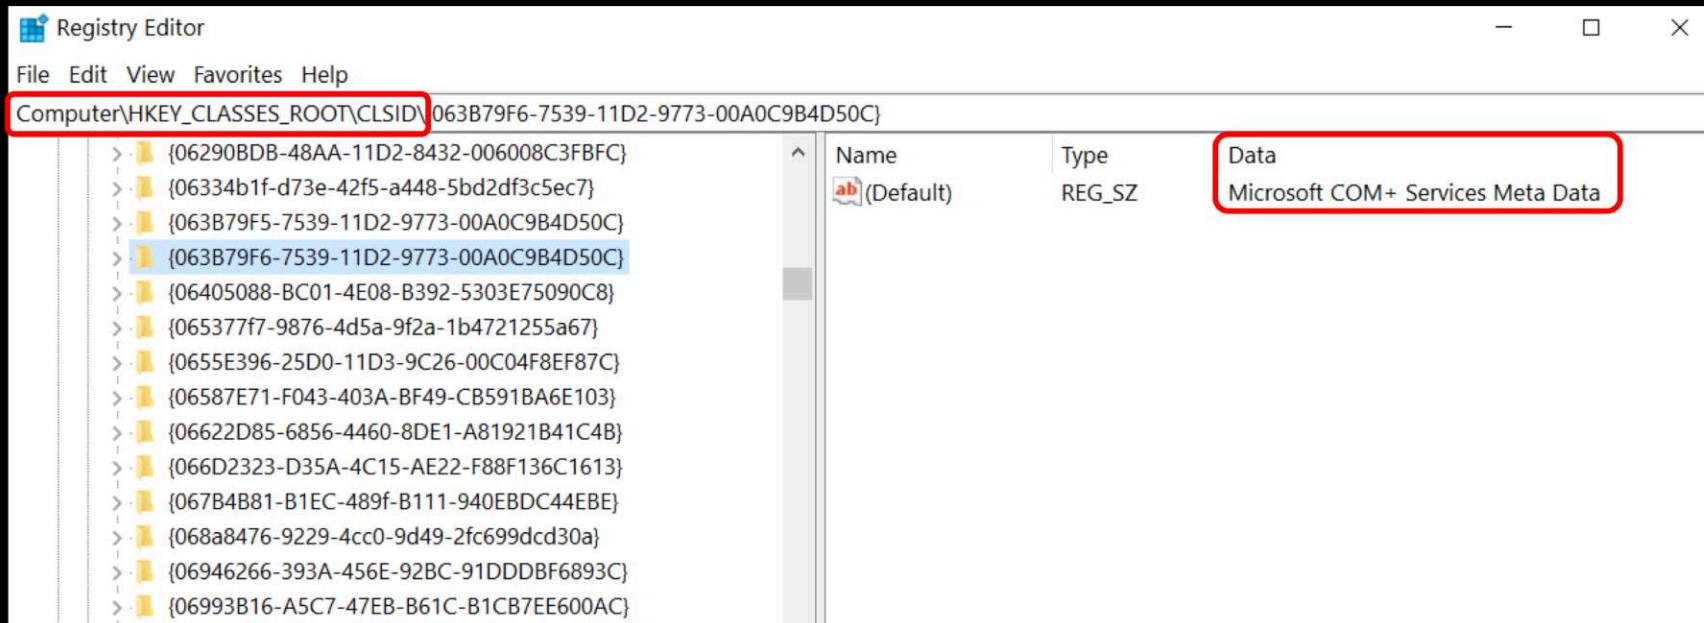 Registry Editor
File Edit View Favorites Help
Computer\HKEY_CLASSES_ROOT\CLSID\{063B79F6-7539-11D2-9773-00A0C9B4D50C}
{06290BDB-48AA-11D2-8432-006008C3FBFC}
{06334b1f-d73e-42f5-a448-5bd2df3c5ec7}
{063B79F5-7539-11D2-9773-00A0C9B4D50C}
{063B79F6-7539-11D2-9773-00A0C9B4D50C}
{06405088-BC01-4E08-B392-5303E75090C8}
{065377f7-9876-4d5a-9f2a-1b4721255a67}
{0655E396-25D0-11D3-9C26-00C04F8EF87C}
{06587E71-F043-403A-BF49-CB591BA6E103}
{06622D85-6856-4460-8DE1-A81921B41C4B}
{066D2323-D35A-4C15-AE22-F88F136C1613}
{067B4B81-B1EC-489f-B111-940EBDC44EBE}
{068a8476-9229-4cc0-9d49-2fc699dcd30a}
{06946266-393A-456E-92BC-91DDDBF6893C}
{06993B16-A5C7-47EB-B61C-B1CB7EE600AC}
Name Type Data
ab (Default) REG_SZ Microsoft COM+ Services Meta Data